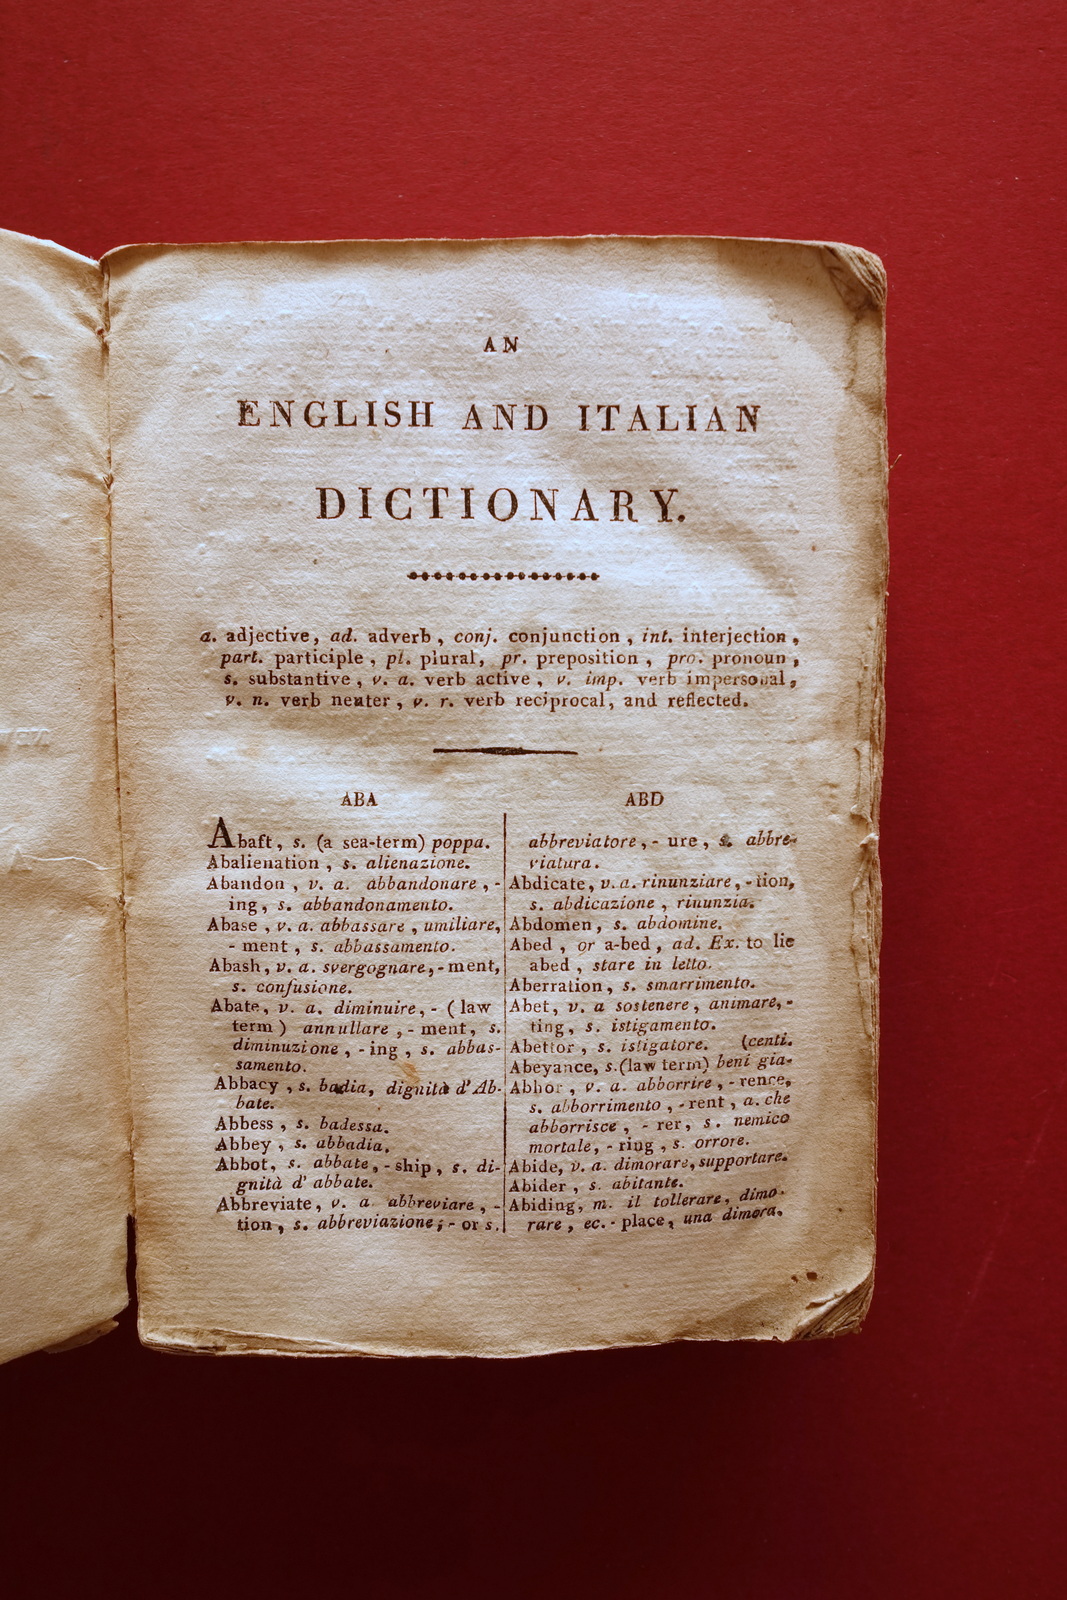 AN
ENGLISH AND ITALIAN
DICTIONARY.
a. adjective, ad. adverb, conj. conjunction, int. interjection,
part. participle, pl. plural, pr. preposition, pro. pronoun,
s. substantive, v. a. verb active, v. imp. verb impersonal,
v. n. verb neuter, v. r. verb reciprocal, and reflected.
ABA
Abaft, s. (a sea-term) poppa.
Abalienation, s. alienazione.
Abandon, v. a. abbandonare, -
ing, s. abbandonamento.
Abase, v. a. abbassare, umiliare,
- ment, s. abbassamento.
Abash, v. a. svergognare, - ment,
s. confusione.
Abate, v. a. diminuire, - (law
term) annullare, - ment, s.
diminuzione, - ing, s. abbas-
samento.
Abbacy, s. badia, dignità d'Ab-
bate.
Abbess, s. badessa.
Abbey, s. abbadia.
Abbot, s. abbate, - ship, s. di-
gnità d' abbate.
Abbreviate, v. a abbreviare, -
tion, s. abbreviazione; - or s.
ABD
abbreviatore, - ure, s. abbre-
viatura.
Abdicate, v. a. rinunziare, - tion,
s. abdicazione, rinunzia.
Abdomen, s. abdomine.
Abed, or a-bed, ad. Ex. to lie
abed, stare in letto.
Aberration, s. smarrimento.
Abet, v. a sostenere, animare, -
ting, s. istigamento.
Abettor, s. istigatore. (centi.
Abeyance, s. (law term) beni gia-
Abhor, v. a. abborrire, - rence,
s. abborrimento, - rent, a. che
abborrisce, - rer, s. nemico
mortale, - ring, s. orrore.
Abide, v. a. dimorare, supportare.
Abider, s. abitante.
Abiding, m. il tollerare, dimo-
rare, ec. - place, una dimora.